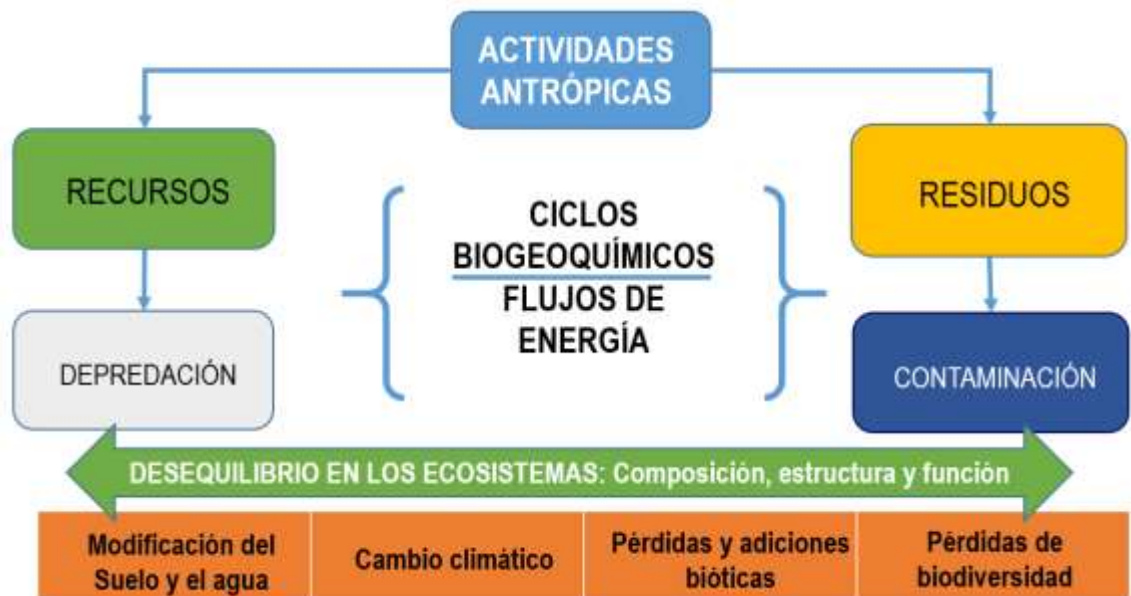 ACTIVIDADES
ANTRÓPICAS
RECURSOS
RESIDUOS
CICLOS
BIOGEOQUÍMICOS
FLUJOS DE
ENERGÍA
DEPREDACIÓN
CONTAMINACIÓN
DESEQUILIBRIO EN LOS ECOSISTEMAS: Composición, estructura y función
Modificación del
Suelo y el agua
Cambio climático
Pérdidas y adiciones
bióticas
Pérdidas de
biodiversidad